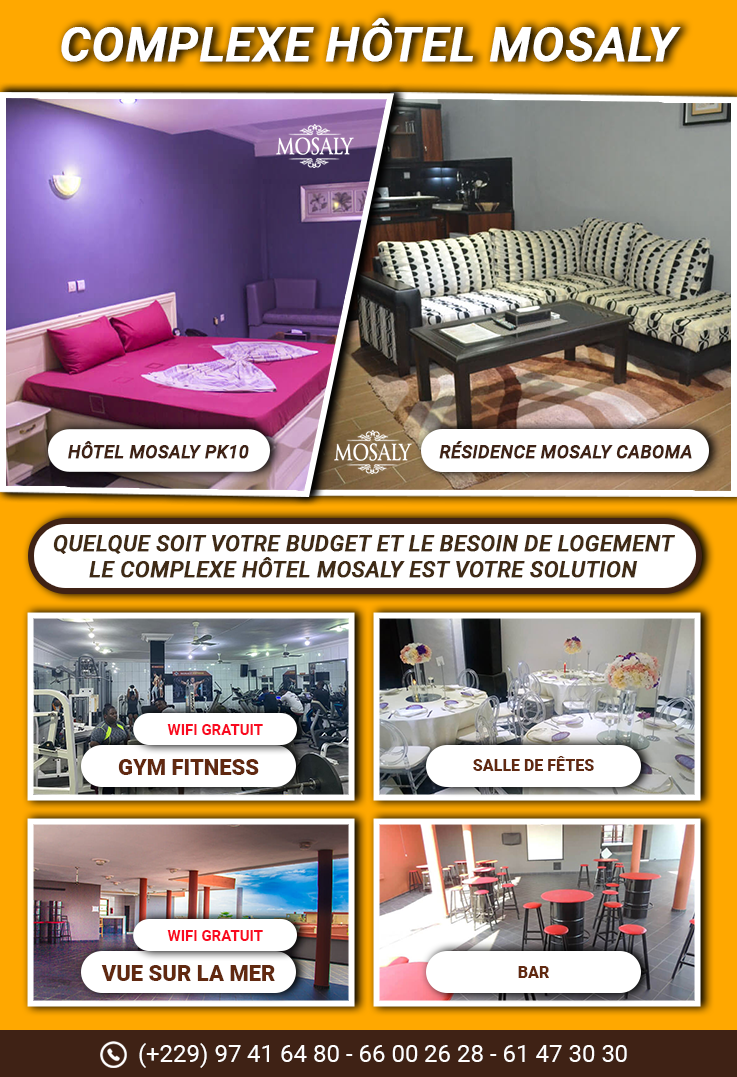 COMPLEXE HÔTEL MOSALY
MOSALY
HÔTEL MOSALY PK10
MOSALY
RÉSIDENCE MOSALY CABOMA
QUELQUE SOIT VOTRE BUDGET ET LE BESOIN DE LOGEMENT
LE COMPLEXE HÔTEL MOSALY EST VOTRE SOLUTION
WIFI GRATUIT
GYM FITNESS
SALLE DE FÊTES
WIFI GRATUIT
VUE SUR LA MER
BAR
(+229) 97 41 64 80 - 66 00 26 28 - 61 47 30 30